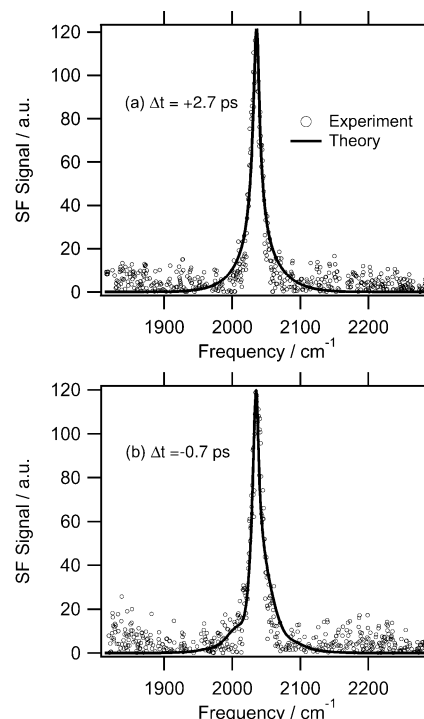 120
100
80
60
40
20
0
SF Signal / a.u.
(a) Δt = +2.7 ps
Experiment
Theory
1900 2000 2100 2200
Frequency / cm⁻¹
120
100
80
60
40
20
0
SF Signal / a.u.
(b) Δt =-0.7 ps
1900 2000 2100 2200
Frequency / cm⁻¹